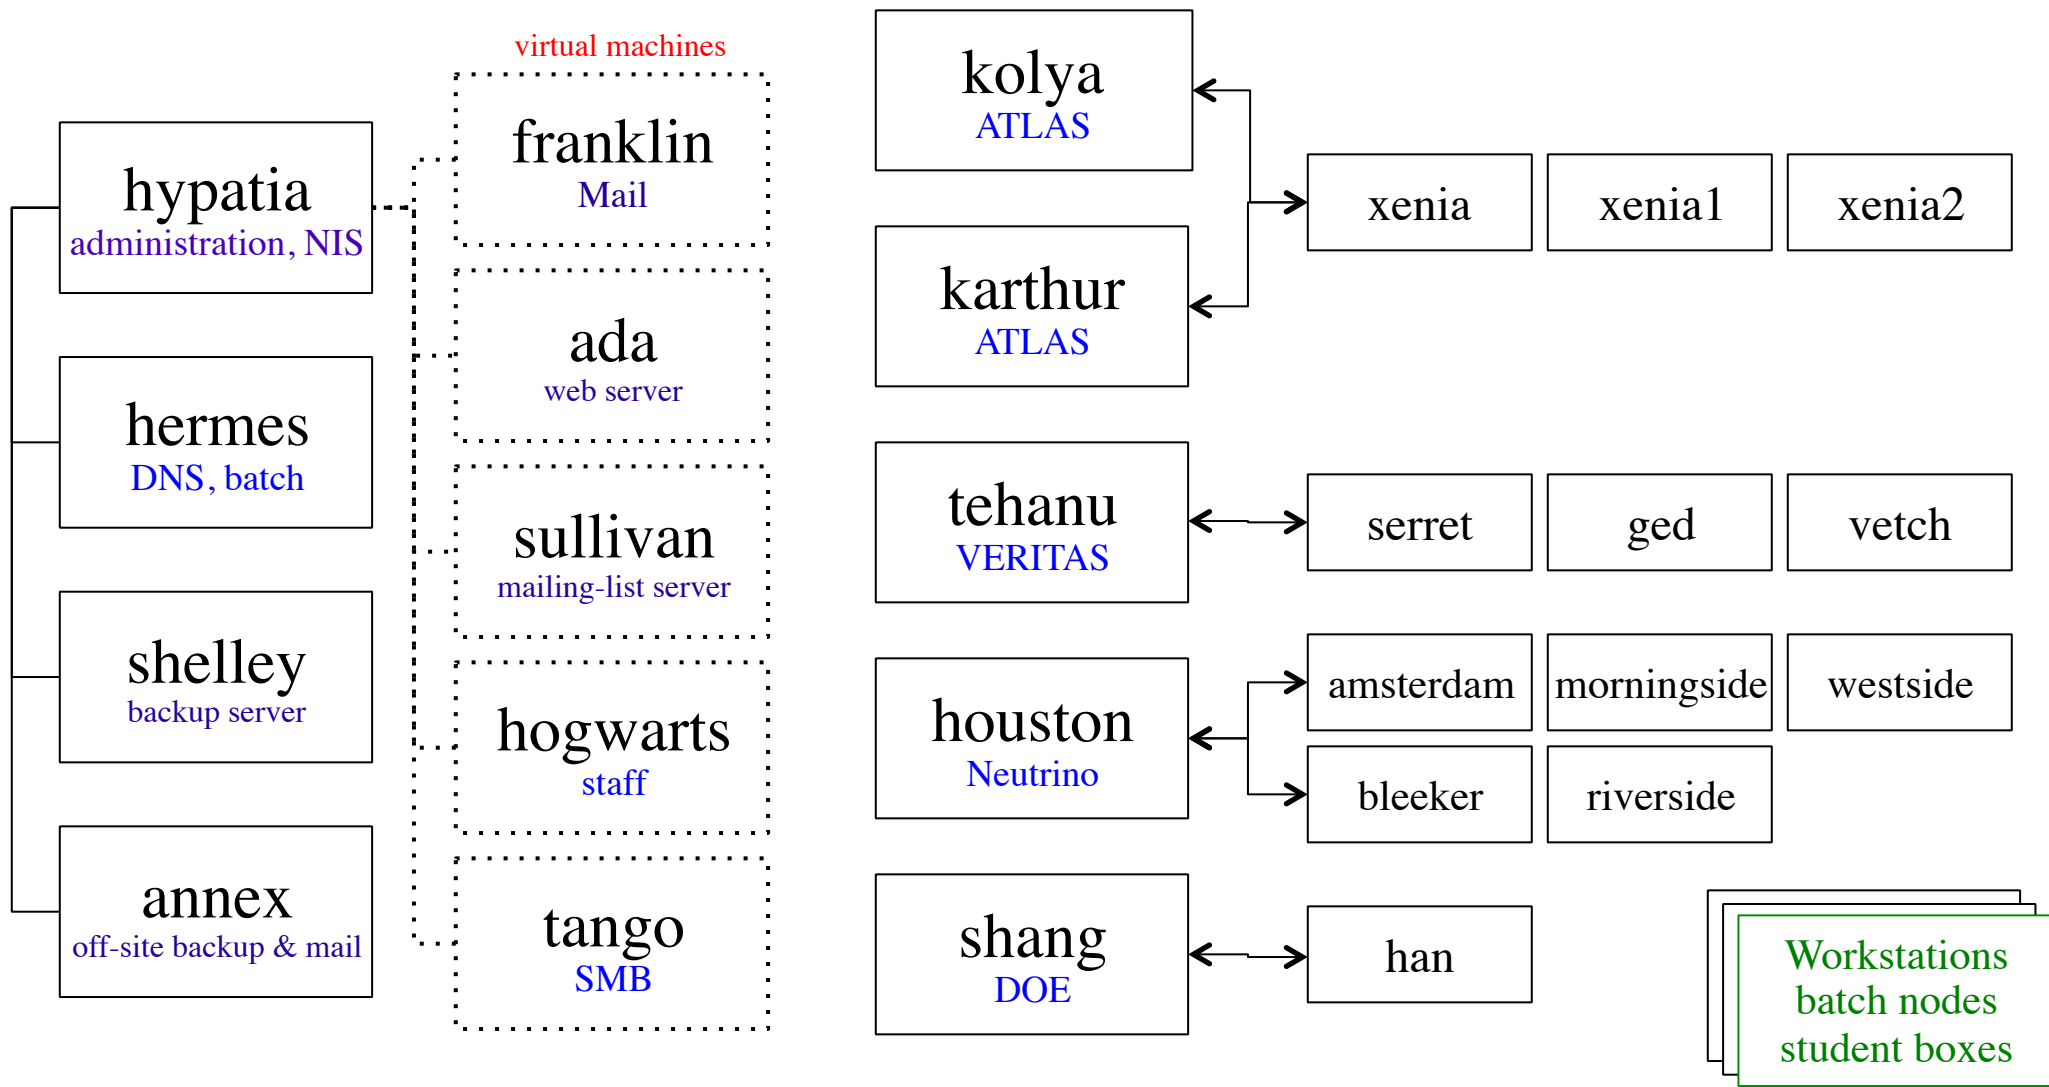 hypatia
administration, NIS
hermes
DNS, batch
shelley
backup server
annex
off-site backup & mail
virtual machines
franklin
Mail
ada
web server
sullivan
mailing-list server
hogwarts
staff
tango
SMB
kolya
ATLAS
karthur
ATLAS
xenia
xenia1
xenia2
tehanu
VERITAS
serret
ged
vetch
houston
Neutrino
amsterdam
morningside
westside
bleeker
riverside
shang
DOE
han
Workstations
batch nodes
student boxes